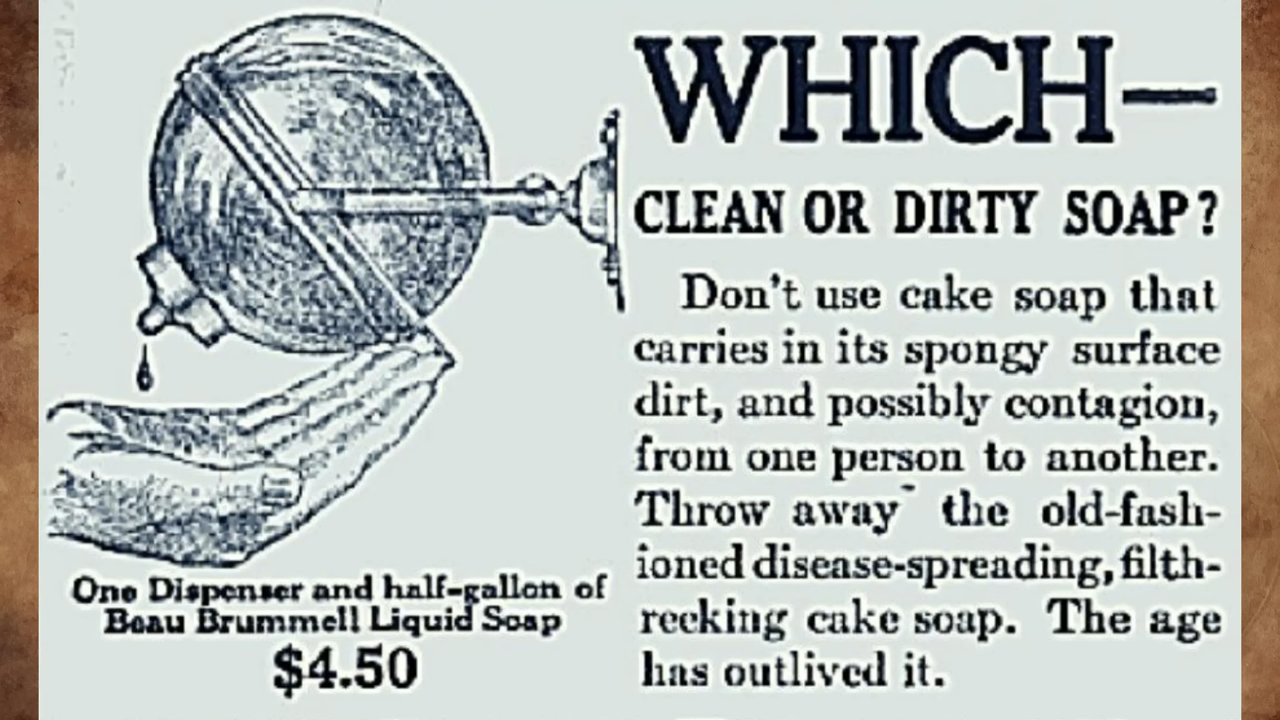 WHICH—
CLEAN OR DIRTY SOAP?
Don't use cake soap that
carries in its spongy surface
dirt, and possibly contagion,
from one person to another.
Throw away the old-fash-
ioned disease-spreading, filth-
reeking cake soap. The age
has outlived it.
One Dispenser and half-gallon of
Beau Brummell Liquid Soap
$4.50